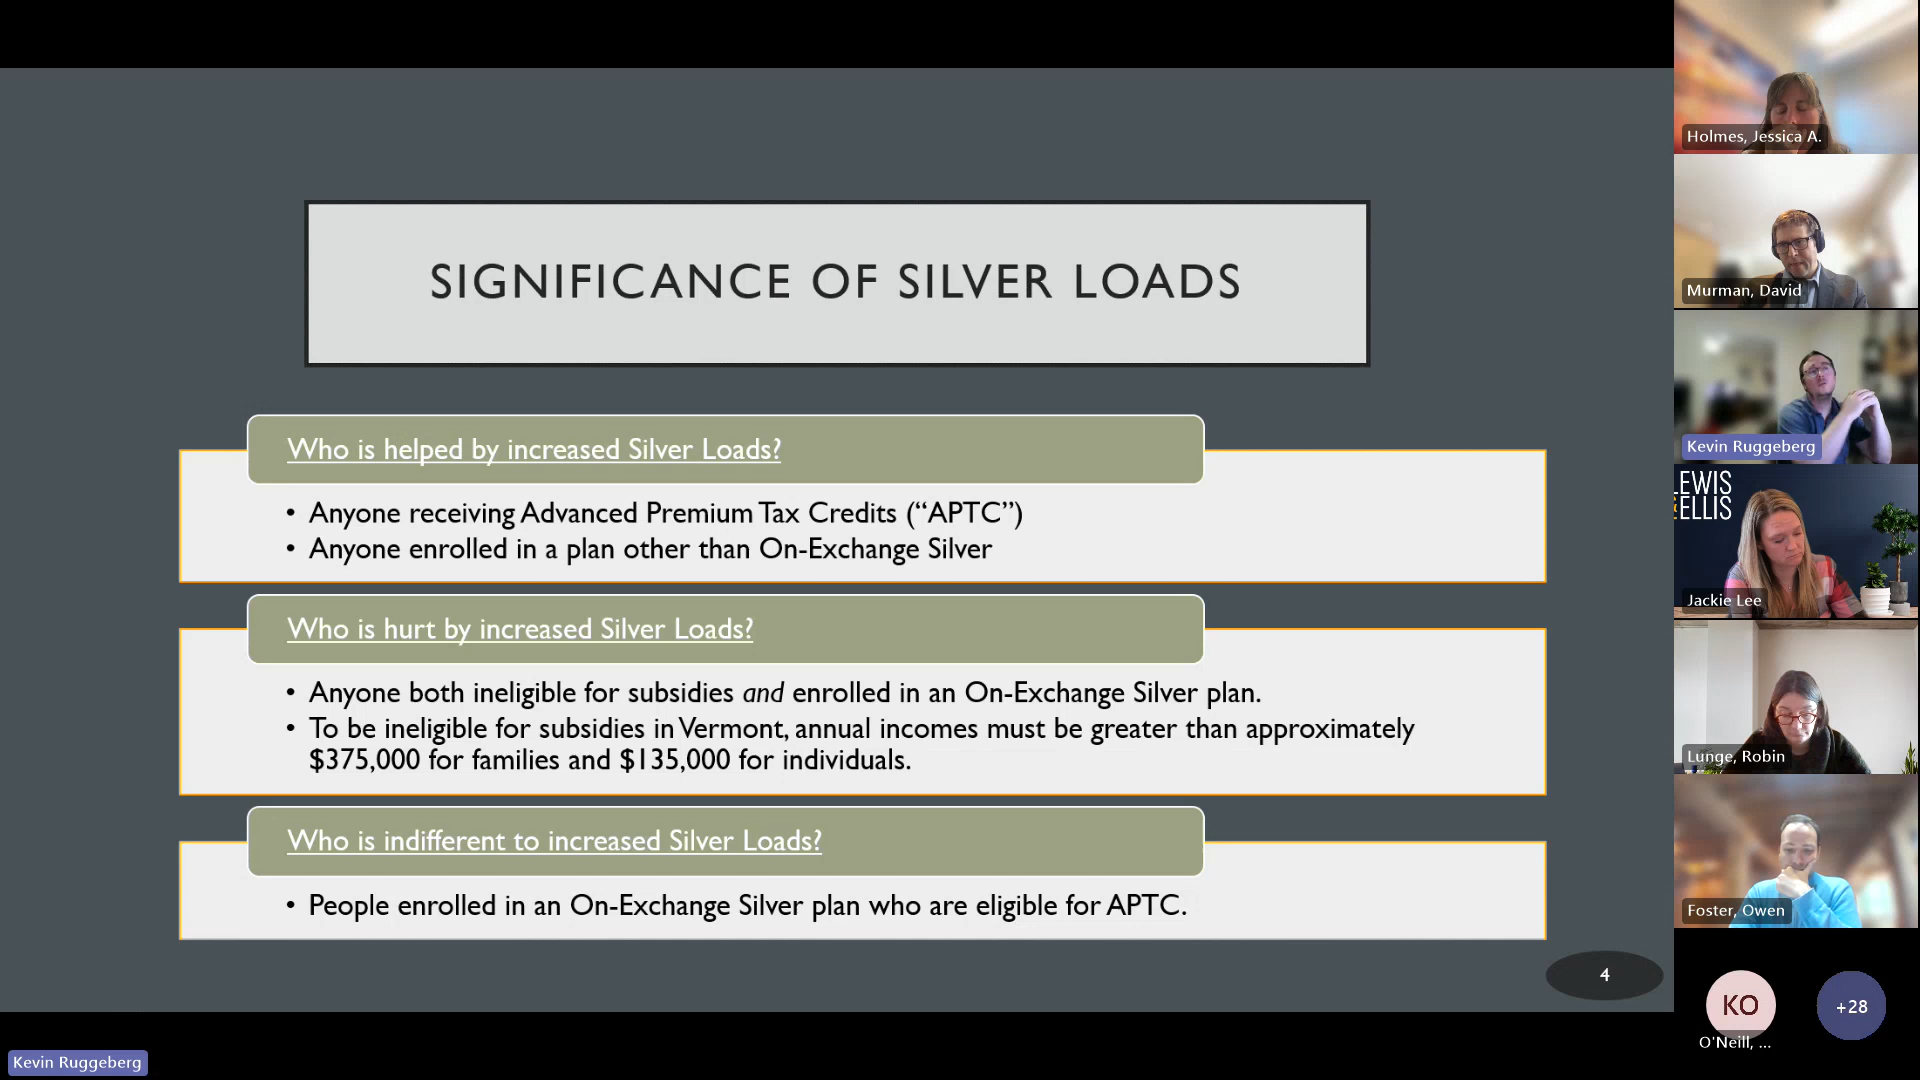 SIGNIFICANCE OF SILVER LOADS
Who is helped by increased Silver Loads?
• Anyone receiving Advanced Premium Tax Credits (“APTC”)
• Anyone enrolled in a plan other than On-Exchange Silver
Who is hurt by increased Silver Loads?
• Anyone both ineligible for subsidies and enrolled in an On-Exchange Silver plan.
• To be ineligible for subsidies in Vermont, annual incomes must be greater than approximately
$375,000 for families and $135,000 for individuals.
Who is indifferent to increased Silver Loads?
• People enrolled in an On-Exchange Silver plan who are eligible for APTC.
4
Kevin Ruggeberg
Holmes, Jessica A.
Murman, David
Kevin Ruggeberg
LEWIS
ELLIS
Jackie Lee
Lunge, Robin
Foster, Owen
KO
+28
O'Neill, ...